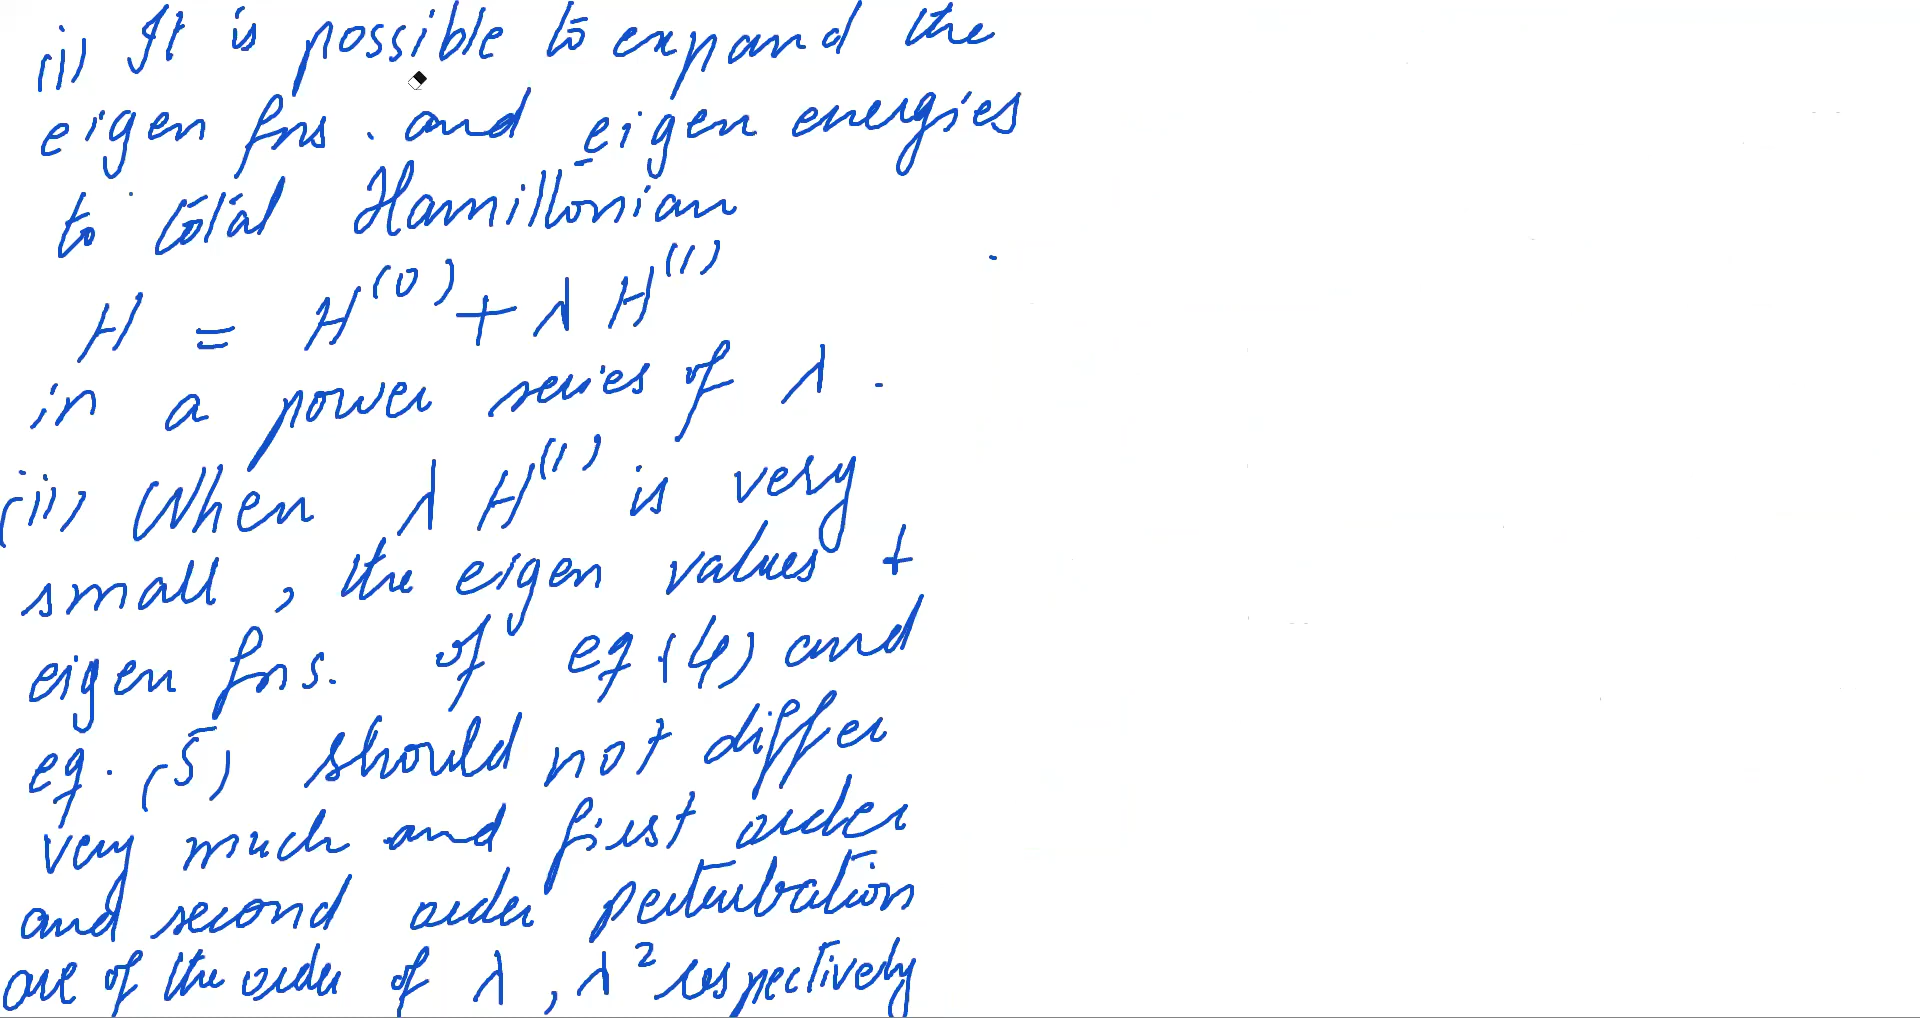 (i) It is possible to expand the
eigen fns. and eigen energies
to total Hamiltonian
H = H^(0) + λ H^(1)
in a power series of λ.
(ii) When λ H^(1) is very
small, the eigen values +
eigen fns. of eq. (4) and
eq. (5) should not differ
very much and first order
and second order perturbation
are of the order of λ, λ² respectively